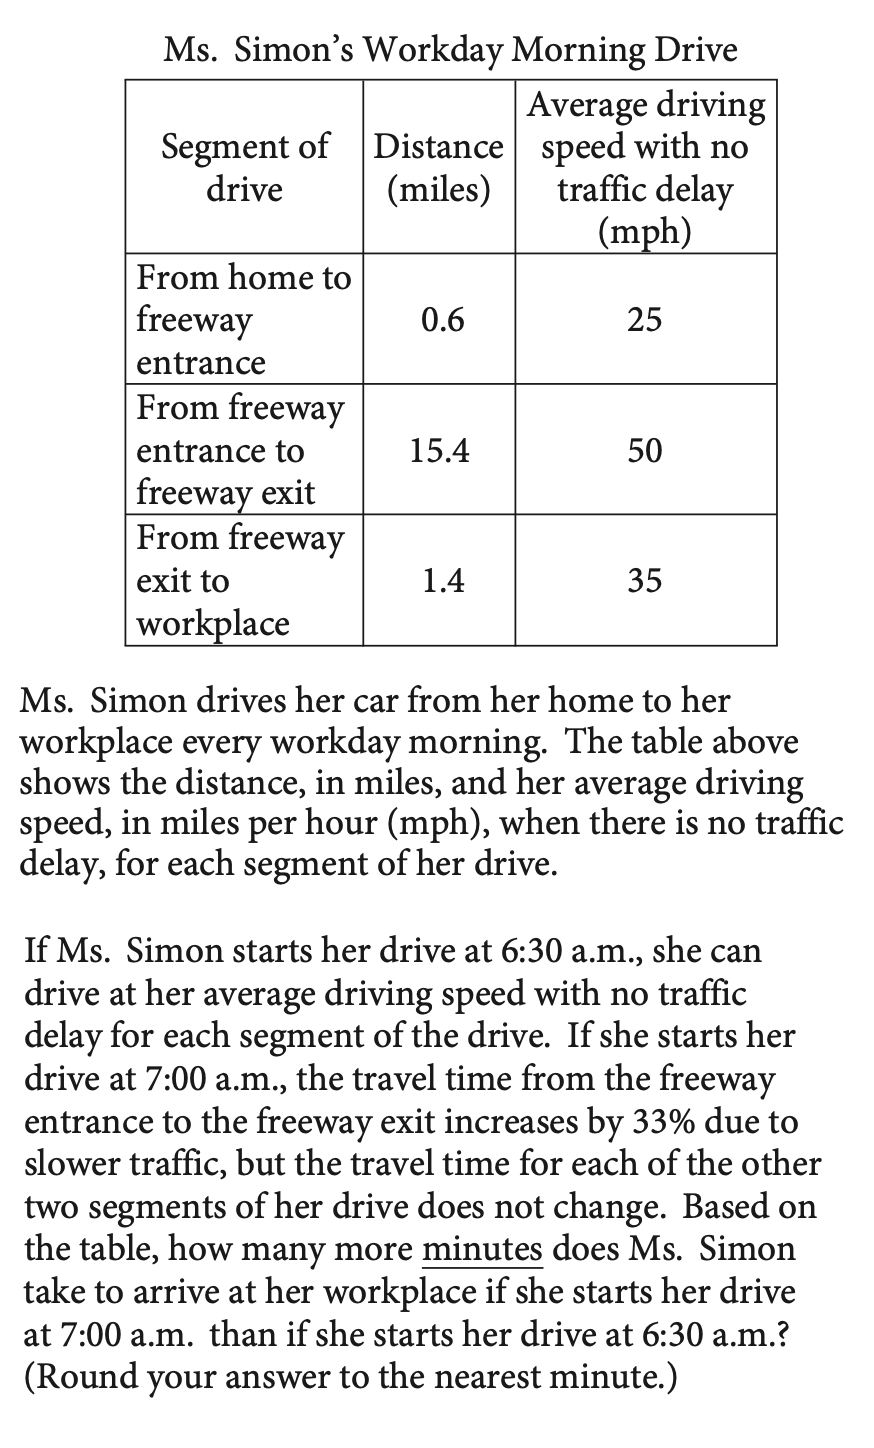 Ms. Simon's Workday Morning Drive
Segment of
drive
Distance
(miles)
Average driving
speed with no
traffic delay
(mph)
From home to
freeway
entrance
0.6
25
From freeway
entrance to
freeway exit
15.4
50
From freeway
exit to
workplace
1.4
35
Ms. Simon drives her car from her home to her
workplace every workday morning. The table above
shows the distance, in miles, and her average driving
speed, in miles per hour (mph), when there is no traffic
delay, for each segment of her drive.
If Ms. Simon starts her drive at 6:30 a.m., she can
drive at her average driving speed with no traffic
delay for each segment of the drive. If she starts her
drive at 7:00 a.m., the travel time from the freeway
entrance to the freeway exit increases by 33% due to
slower traffic, but the travel time for each of the other
two segments of her drive does not change. Based on
the table, how many more minutes does Ms. Simon
take to arrive at her workplace if she starts her drive
at 7:00 a.m. than if she starts her drive at 6:30 a.m.?
(Round your answer to the nearest minute.)